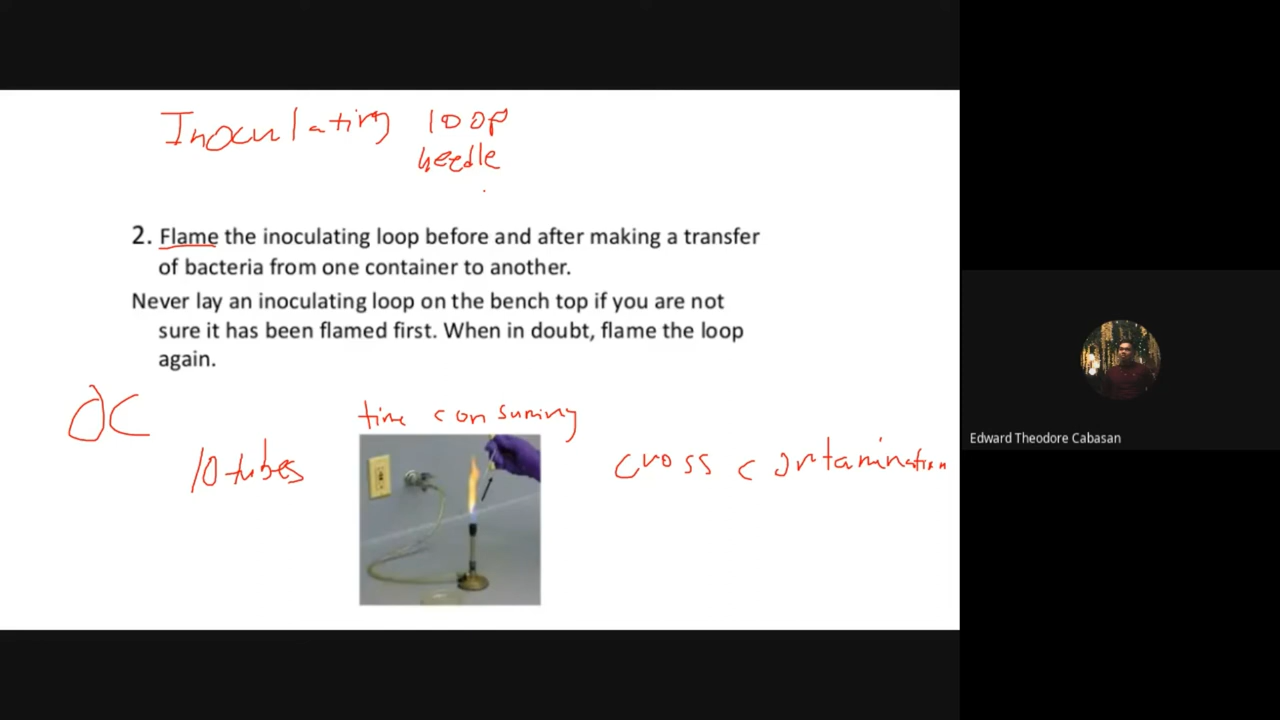 Inoculating loop
needle
2. Flame the inoculating loop before and after making a transfer
of bacteria from one container to another.
Never lay an inoculating loop on the bench top if you are not
sure it has been flamed first. When in doubt, flame the loop
again.
time consuming
10 tubes
cross contamination
Edward Theodore Cabasan